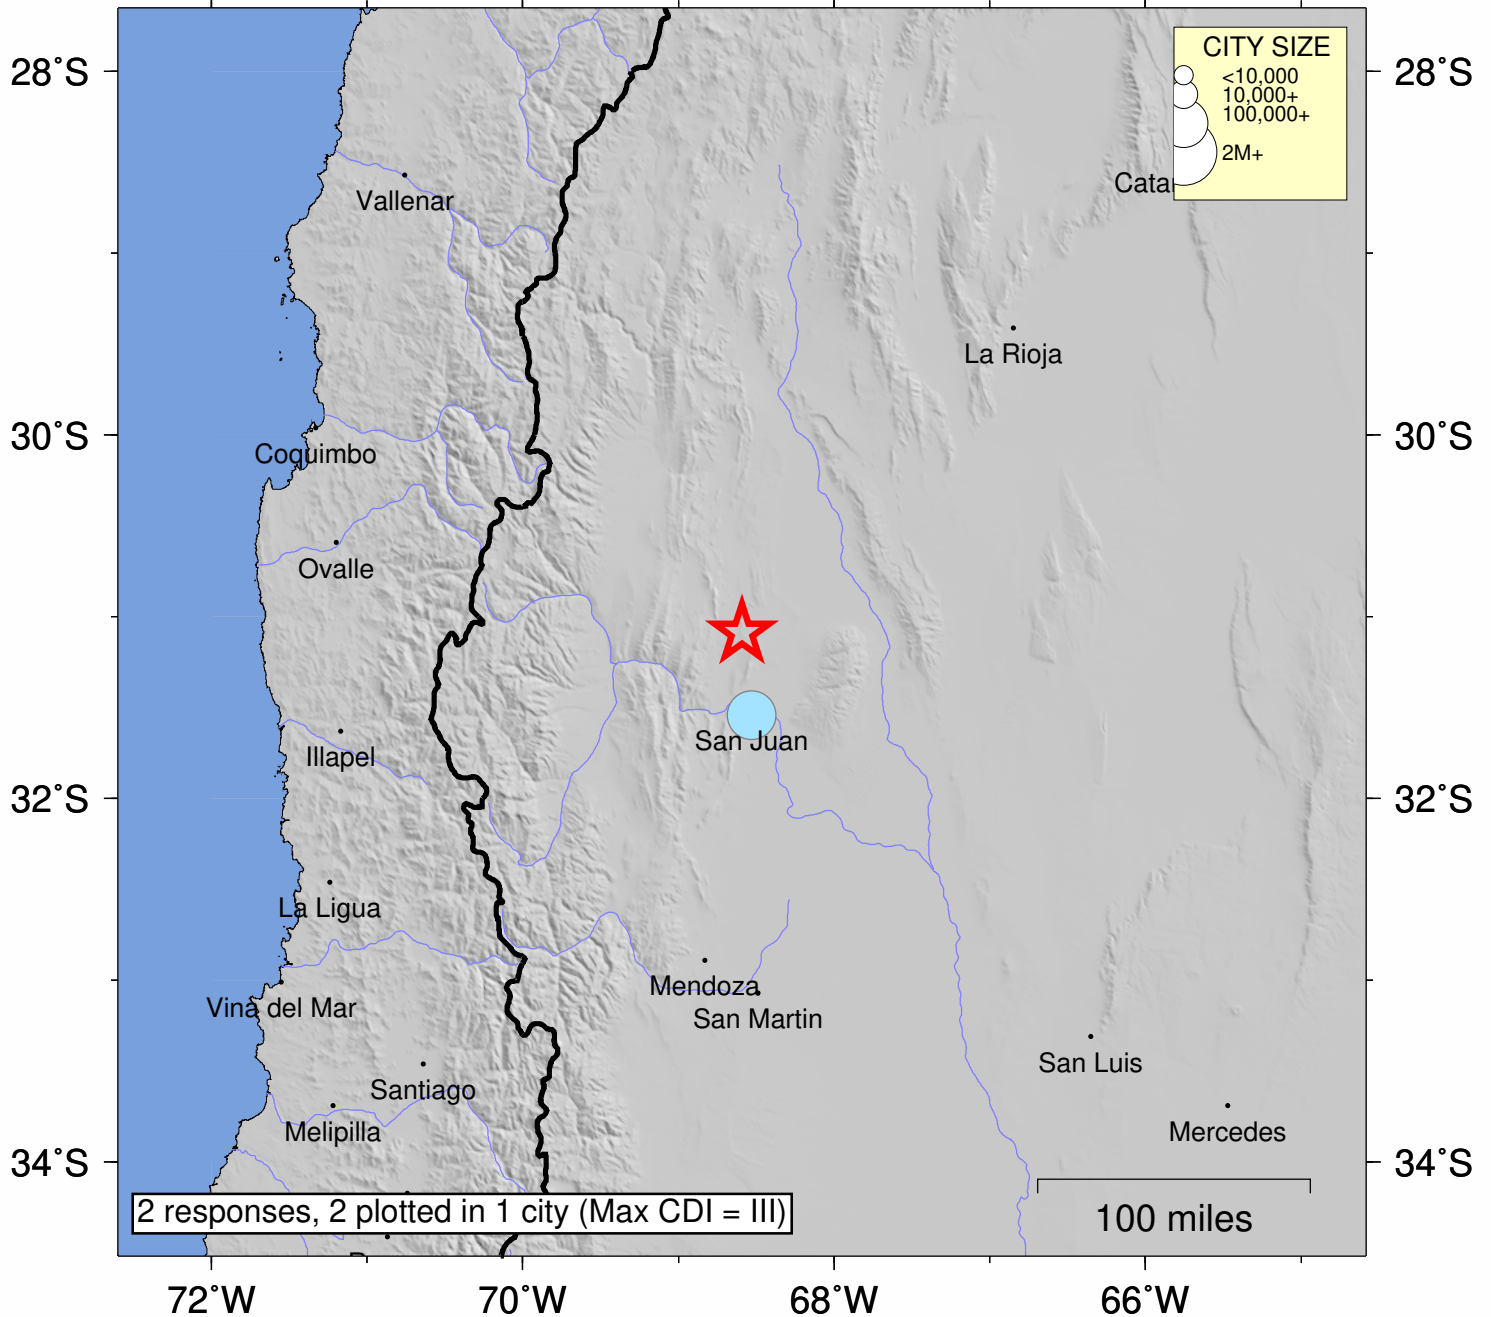 28°S
28°S
CITY SIZE
<10,000
10,000+
100,000+
2M+
Vallenar
La Rioja
30°S
30°S
Coquimbo
Ovalle
San Juan
Illapel
32°S
32°S
La Ligua
Mendoza
Vina del Mar
San Martin
San Luis
Santiago
Melipilla
Mercedes
34°S
34°S
2 responses, 2 plotted in 1 city (Max CDI = III)
100 miles
72°W
70°W
68°W
66°W